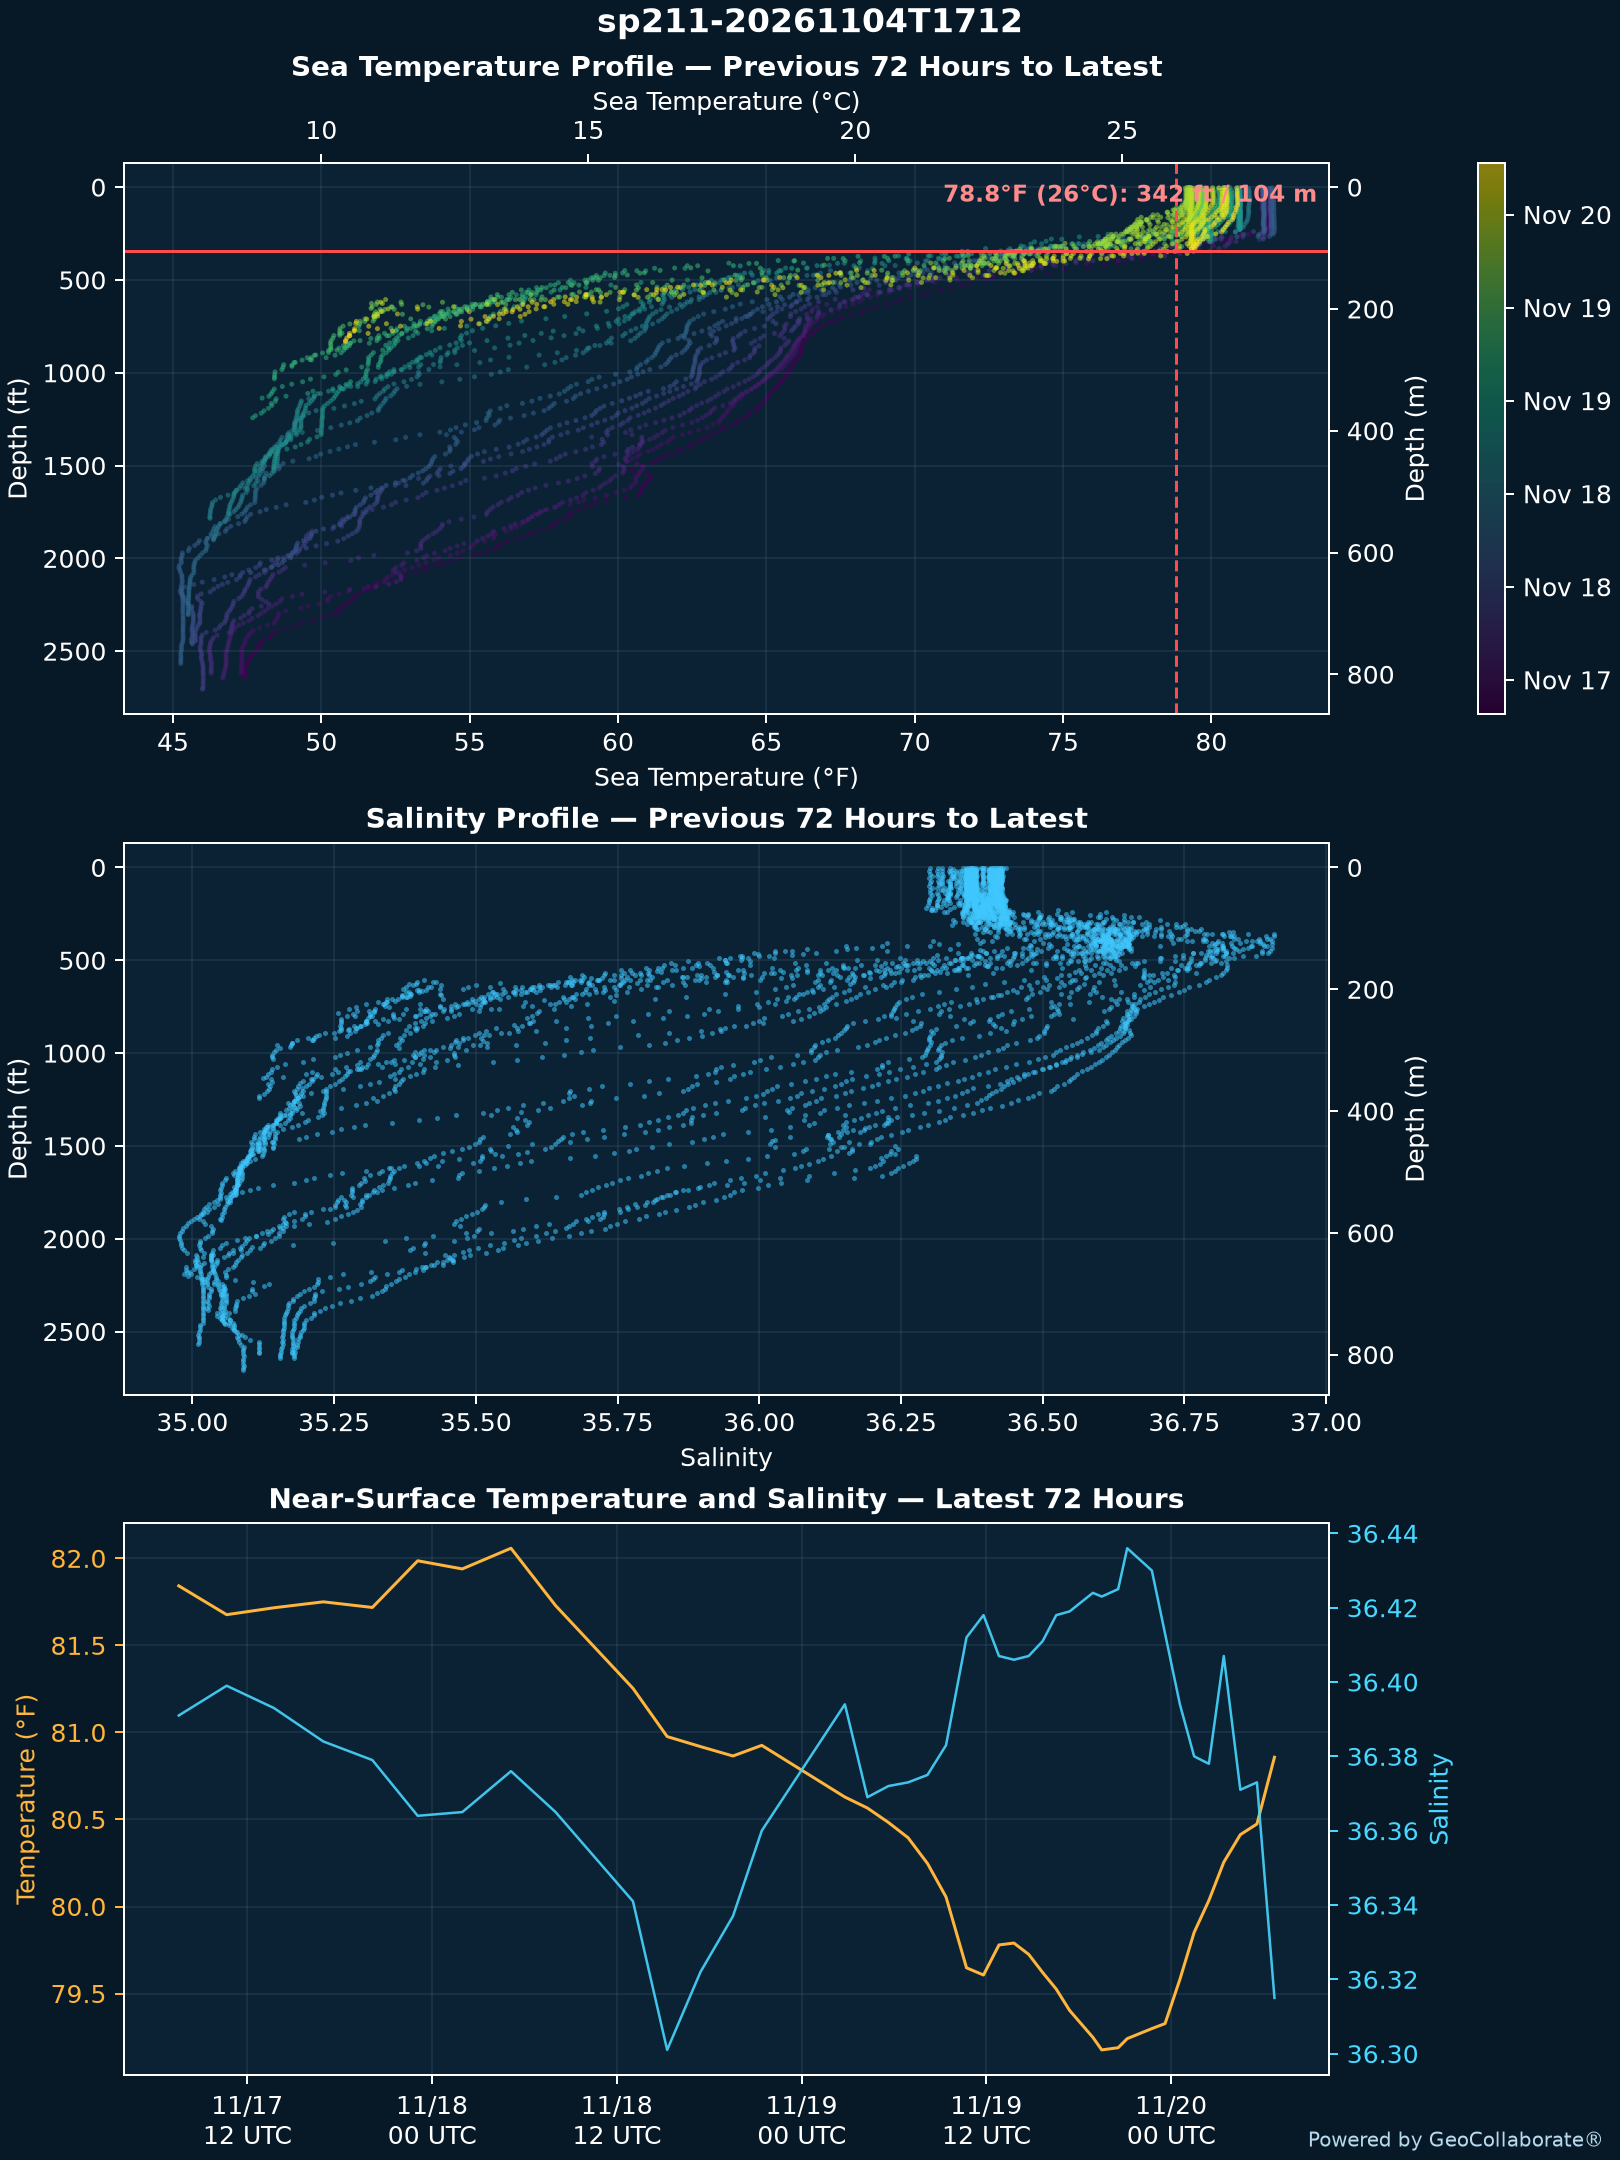 sp211-20261104T1712
Sea Temperature Profile — Previous 72 Hours to Latest
Sea Temperature (°C)
10 15 20 25
78.8°F (26°C): 342 ft / 104 m
0
500
1000
1500
2000
2500
Depth (ft)
0
200
400
600
800
Depth (m)
45 50 55 60 65 70 75 80
Sea Temperature (°F)
Nov 20
Nov 19
Nov 19
Nov 18
Nov 18
Nov 17
Salinity Profile — Previous 72 Hours to Latest
0
500
1000
1500
2000
2500
Depth (ft)
0
200
400
600
800
Depth (m)
35.00 35.25 35.50 35.75 36.00 36.25 36.50 36.75 37.00
Salinity
Near-Surface Temperature and Salinity — Latest 72 Hours
82.0
81.5
81.0
80.5
80.0
79.5
Temperature (°F)
36.44
36.42
36.40
36.38
36.36
36.34
36.32
36.30
Salinity
11/17 11/18 11/18 11/19 11/19 11/20
12 UTC 00 UTC 12 UTC 00 UTC 12 UTC 00 UTC
Powered by GeoCollaborate®